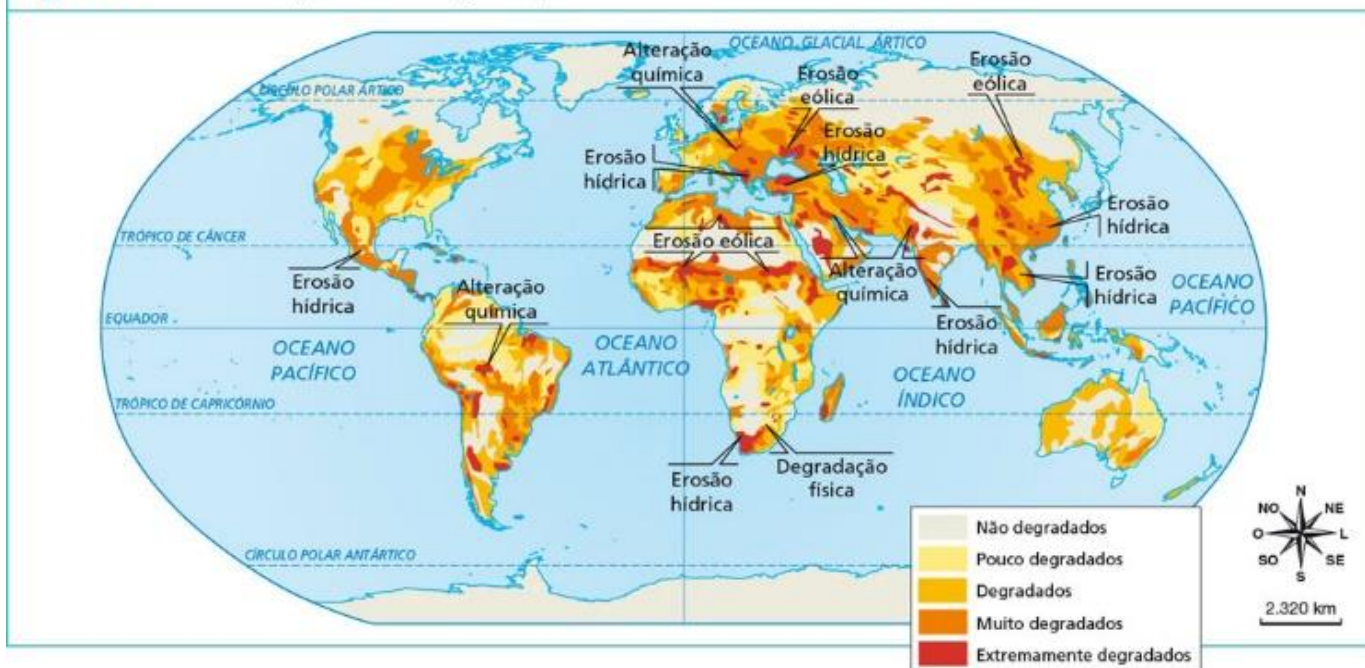 OCEANO GLACIAL ÁRTICO
Alteração
química
Erosão
eólica
Erosão
eólica
CÍRCULO POLAR ÁRTICO
Erosão
hídrica
Erosão
hídrica
Erosão
hídrica
TRÓPICO DE CÂNCER
Erosão eólica
Erosão
hídrica
Alteração
química
Alteração
química
Erosão
hídrica
OCEANO
PACÍFICO
EQUADOR
Erosão
hídrica
OCEANO
PACÍFICO
OCEANO
ATLÂNTICO
OCEANO
ÍNDICO
TRÓPICO DE CAPRICÓRNIO
Erosão
hídrica
Degradação
física
CÍRCULO POLAR ANTÁRTICO
Não degradados
Pouco degradados
Degradados
Muito degradados
Extremamente degradados
N
NO NE
O L
SO SE
S
2.320 km